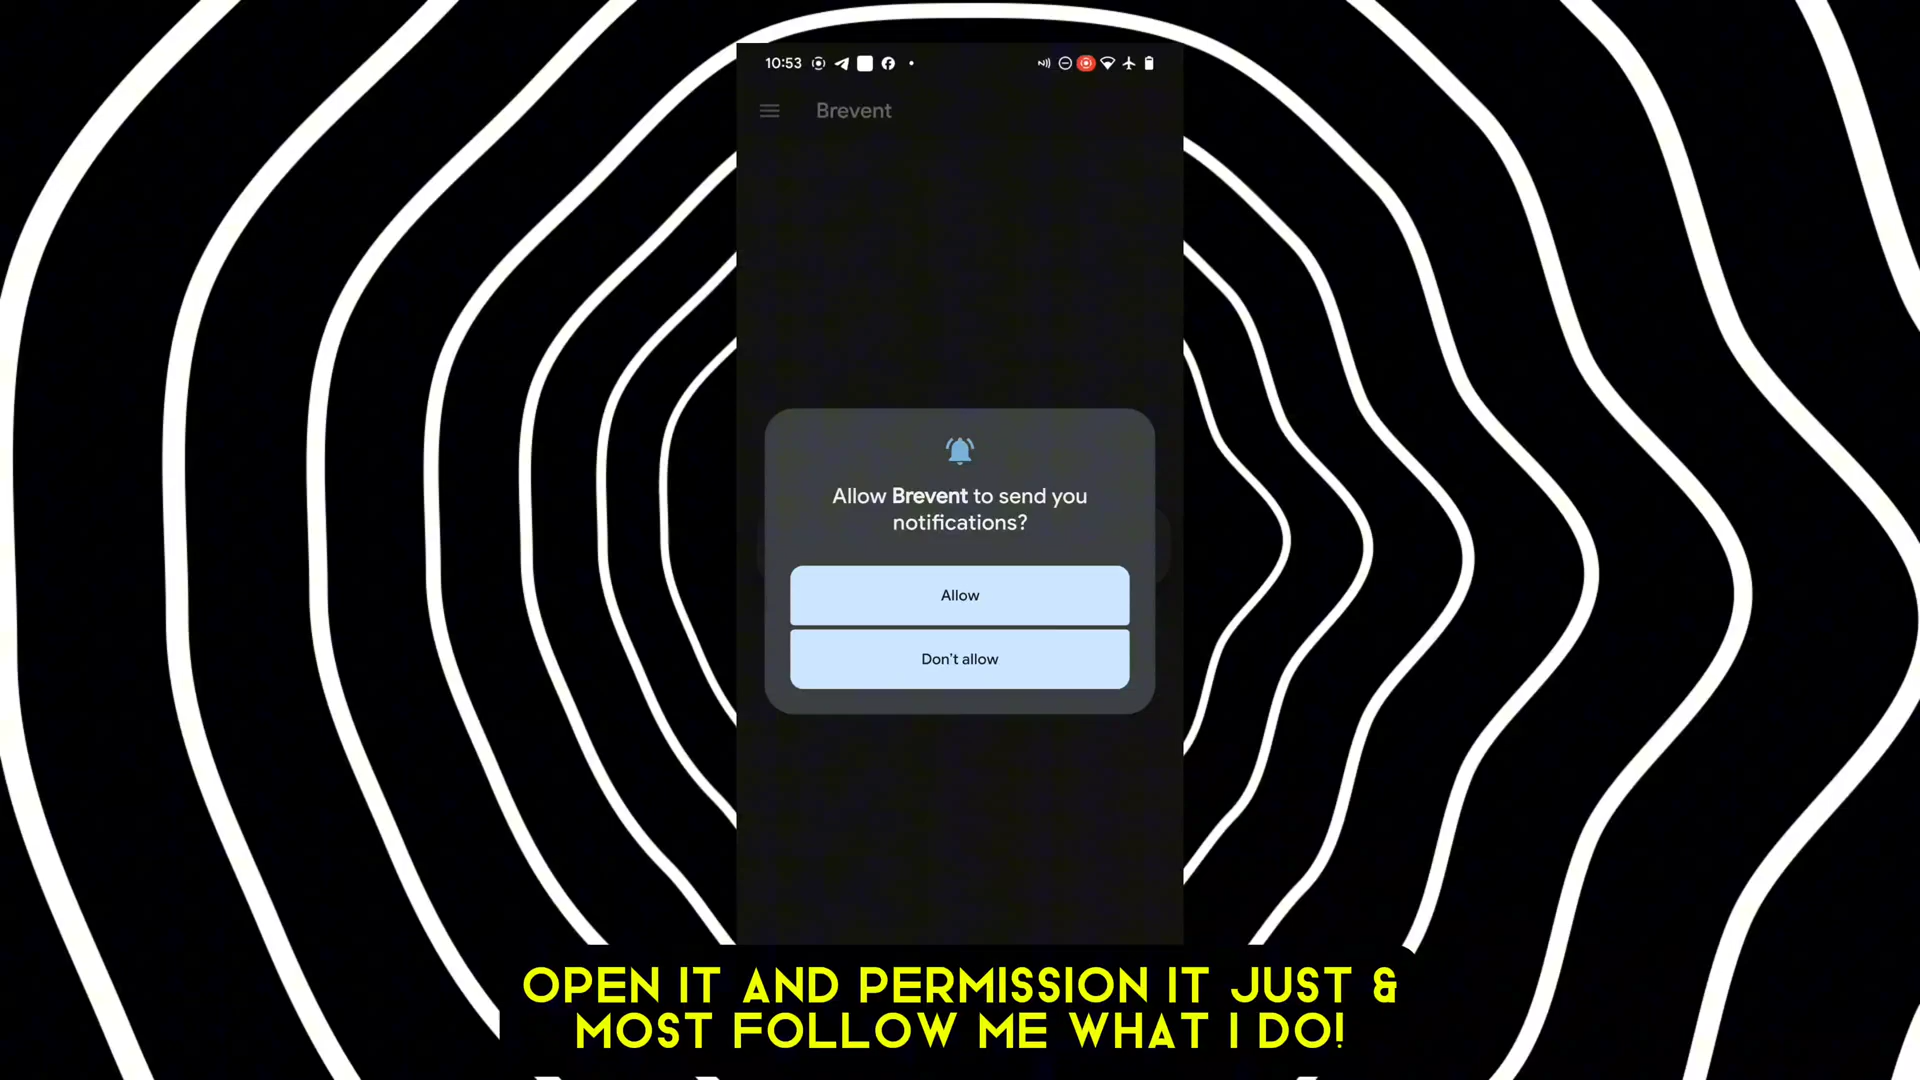 10:53
Brevent
Allow Brevent to send you
notifications?
Allow
Don't allow
OPEN IT AND PERMISSION IT JUST &
MOST FOLLOW ME WHAT I DO!